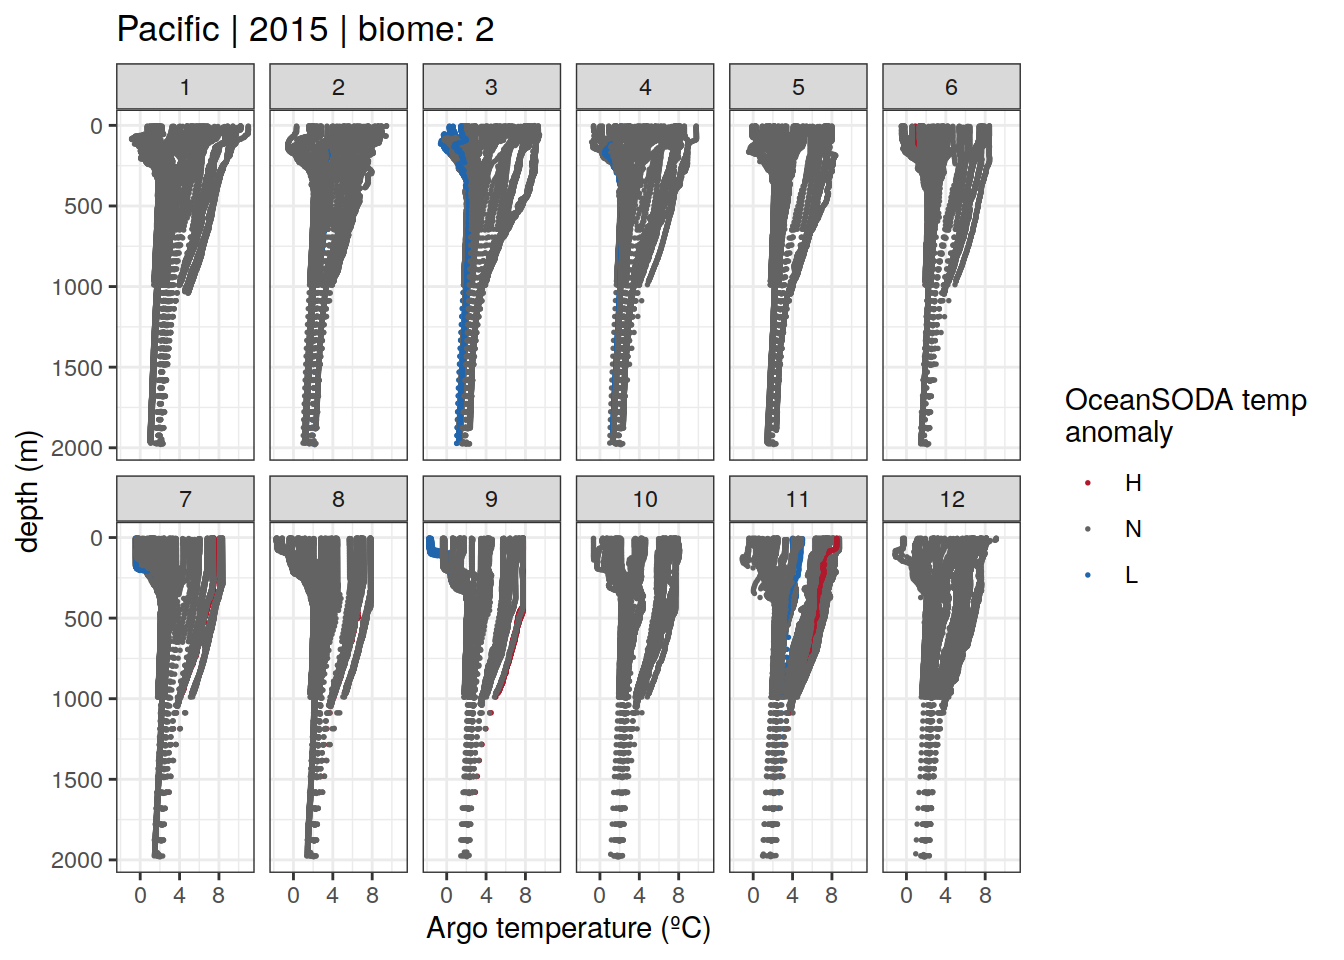 Pacific | 2015 | biome: 2
1 2 3 4 5 6
0
500
1000
1500
2000
7 8 9 10 11 12
0
500
1000
1500
2000
0 4 8 0 4 8 0 4 8 0 4 8 0 4 8 0 4 8
Argo temperature (ºC)
depth (m)
OceanSODA temp
anomaly
H
N
L